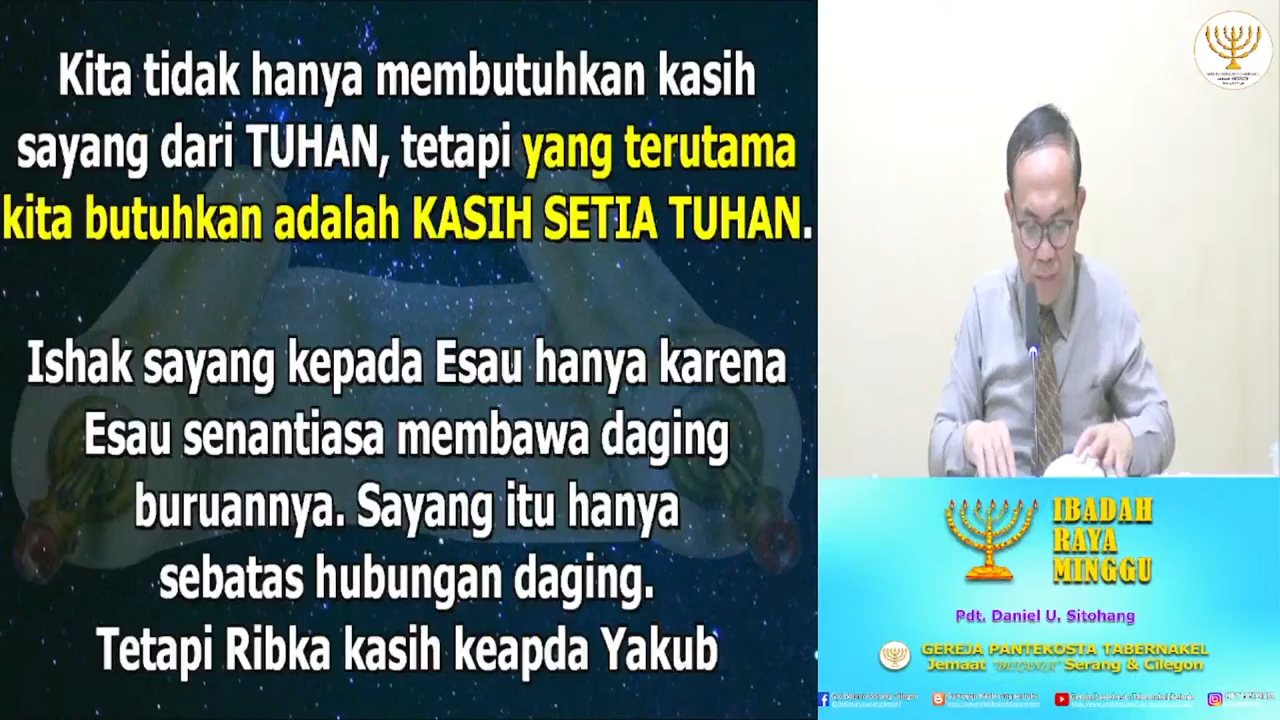 Kita tidak hanya membutuhkan kasih
sayang dari TUHAN, tetapi yang terutama
kita butuhkan adalah KASIH SETIA TUHAN.
Ishak sayang kepada Esau hanya karena
Esau senantiasa membawa daging
buruannya. Sayang itu hanya
sebatas hubungan daging.
Tetapi Ribka kasih keapda Yakub
IBADAH
RAYA
MINGGU
Pdt. Daniel U. Sitohang
GEREJA PANTEKOSTA TABERNAKEL
Jemaat "BETANIA" Serang & Cilegon